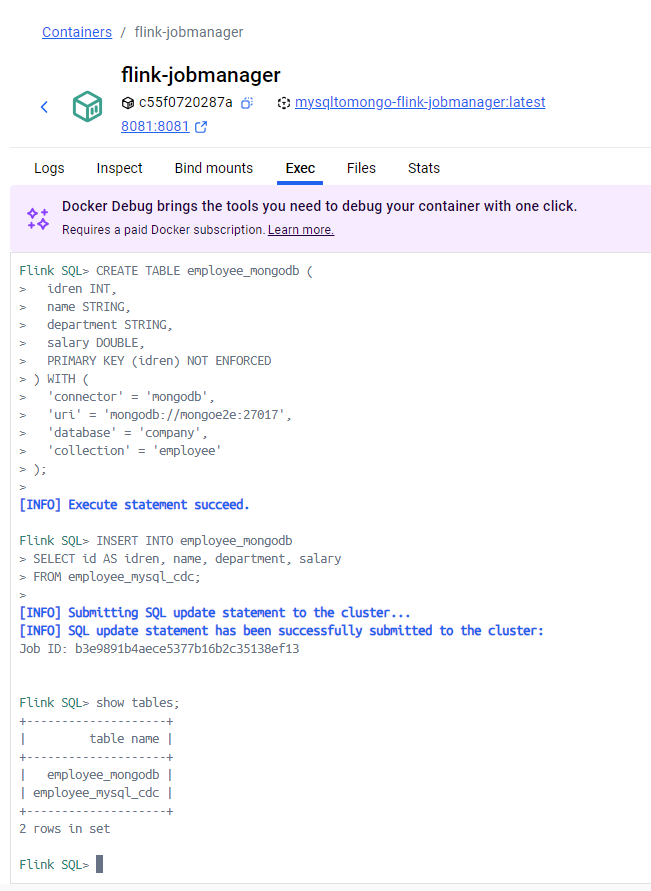 Containers / flink-jobmanager
flink-jobmanager
c55f0720287a mysqltomongo-flink-jobmanager:latest
8081:8081
Logs Inspect Bind mounts Exec Files Stats
Docker Debug brings the tools you need to debug your container with one click.
Requires a paid Docker subscription. Learn more.
Flink SQL> CREATE TABLE employee_mongodb (
>   idren INT,
>   name STRING,
>   department STRING,
>   salary DOUBLE,
>   PRIMARY KEY (idren) NOT ENFORCED
> ) WITH (
>   'connector' = 'mongodb',
>   'uri' = 'mongodb://mongoe2e:27017',
>   'database' = 'company',
>   'collection' = 'employee'
> );
>
[INFO] Execute statement succeed.
Flink SQL> INSERT INTO employee_mongodb
> SELECT id AS idren, name, department, salary
> FROM employee_mysql_cdc;
>
[INFO] Submitting SQL update statement to the cluster...
[INFO] SQL update statement has been successfully submitted to the cluster:
Job ID: b3e9891b4aece5377b16b2c35138ef13
Flink SQL> show tables;
+--------------------+
|         table name |
+--------------------+
|   employee_mongodb |
| employee_mysql_cdc |
+--------------------+
2 rows in set
Flink SQL>